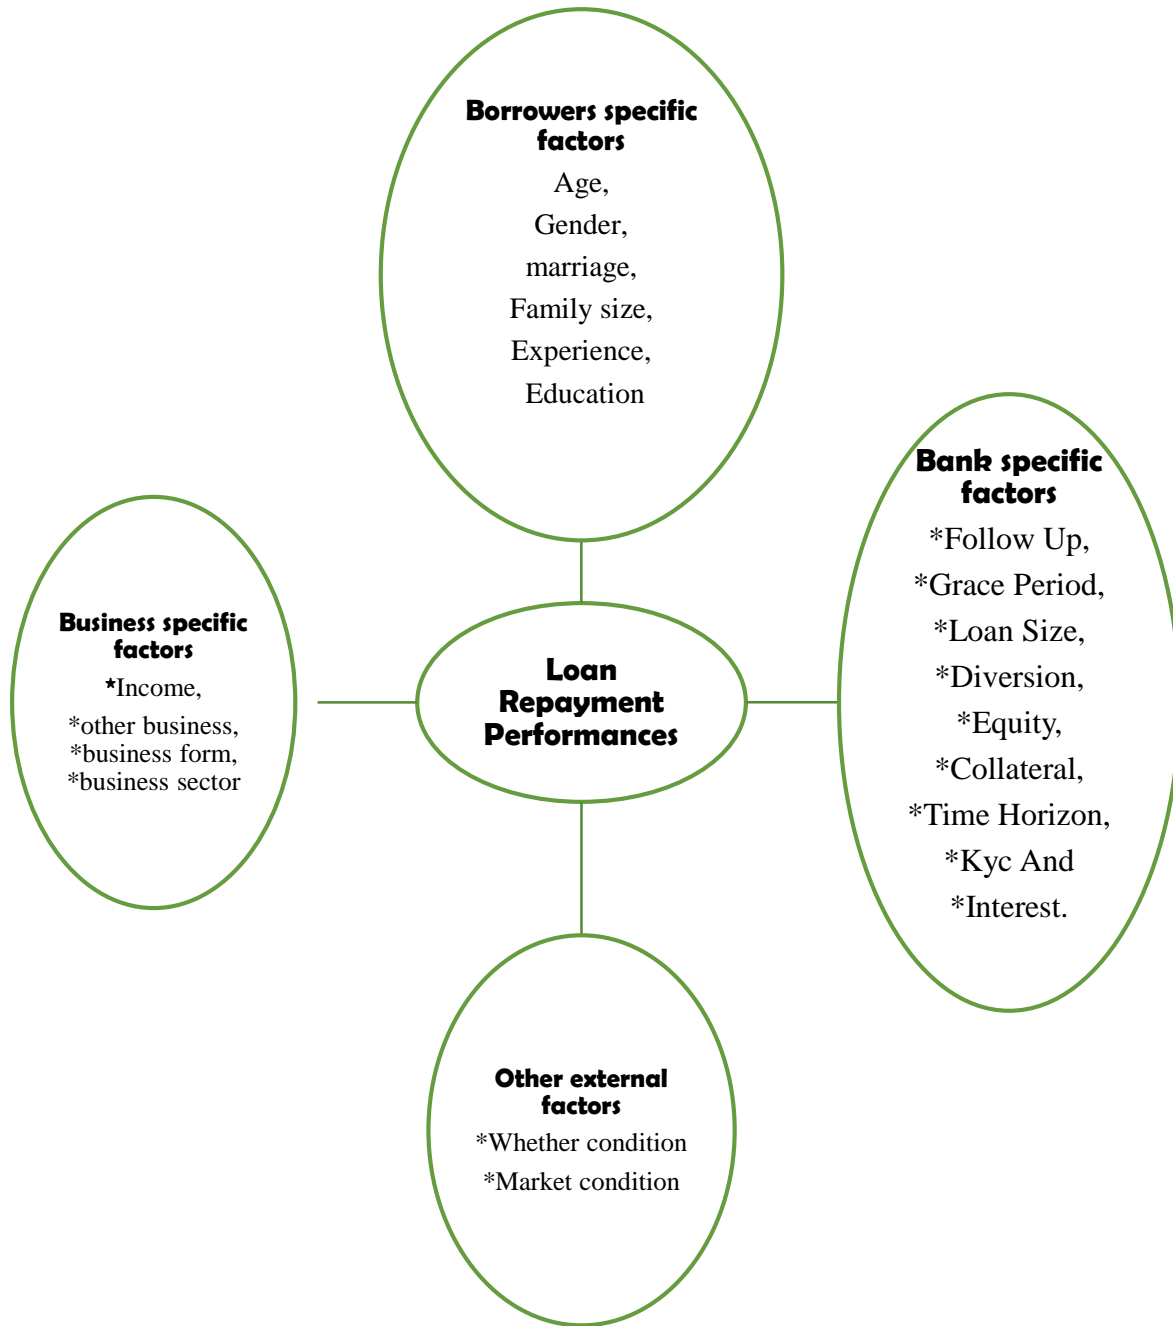 Borrowers specific
factors
Age,
Gender,
marriage,
Family size,
Experience,
Education
Bank specific
factors
*Follow Up,
*Grace Period,
*Loan Size,
*Diversion,
*Equity,
*Collateral,
*Time Horizon,
*Kyc And
*Interest.
Business specific
factors
*Income,
*other business,
*business form,
*business sector
Loan
Repayment
Performances
Other external
factors
*Whether condition
*Market condition